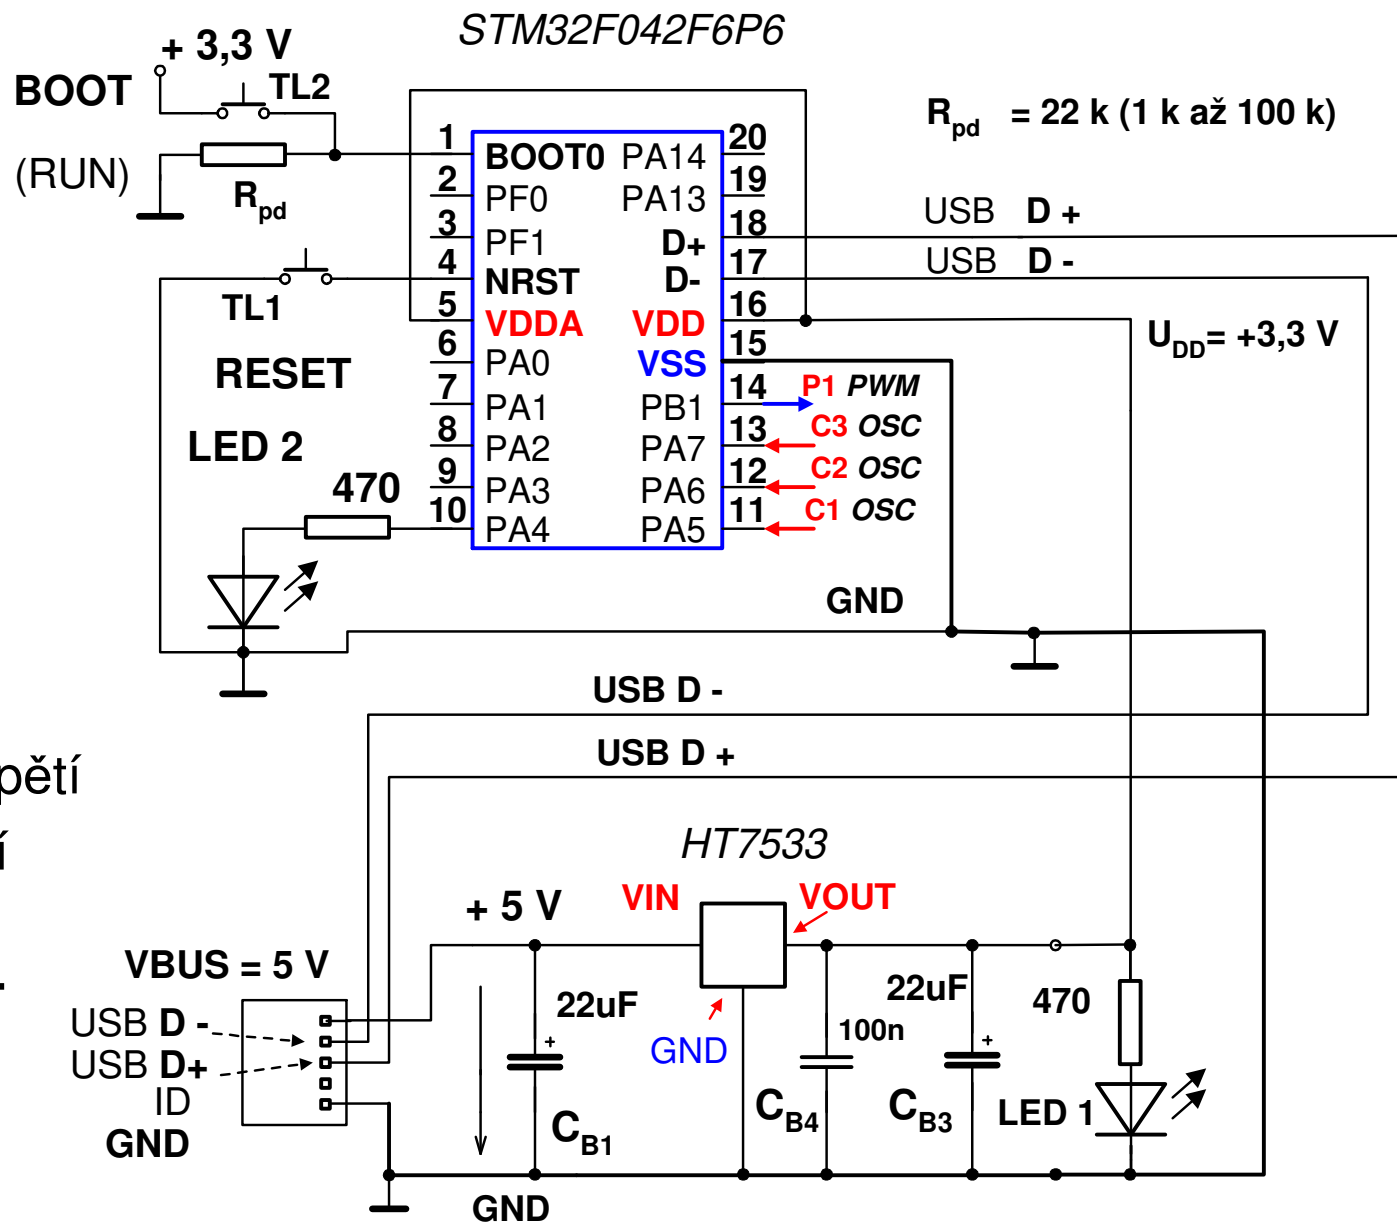 STM32F042F6P6
+ 3,3 V
BOOT
TL2
(RUN)
Rpd
Rpd = 22 k (1 k až 100 k)
1 BOOT0 PA14 20
2 PF0 PA13 19
3 PF1 D+ 18
4 NRST D- 17
5 VDDA VDD 16
6 PA0 VSS 15
7 PA1 PB1 14
8 PA2 PA7 13
9 PA3 PA6 12
10 PA4 PA5 11
USB D +
USB D -
UDD= +3,3 V
P1 PWM
C3 OSC
C2 OSC
C1 OSC
TL1
RESET
LED 2
470
GND
USB D -
USB D +
pětí
í
HT7533
+ 5 V
VIN
VOUT
VBUS = 5 V
USB D -
USB D+
ID
GND
22uF
+
CB1
GND
100n
CB4
22uF
+
CB3
470
LED 1
GND